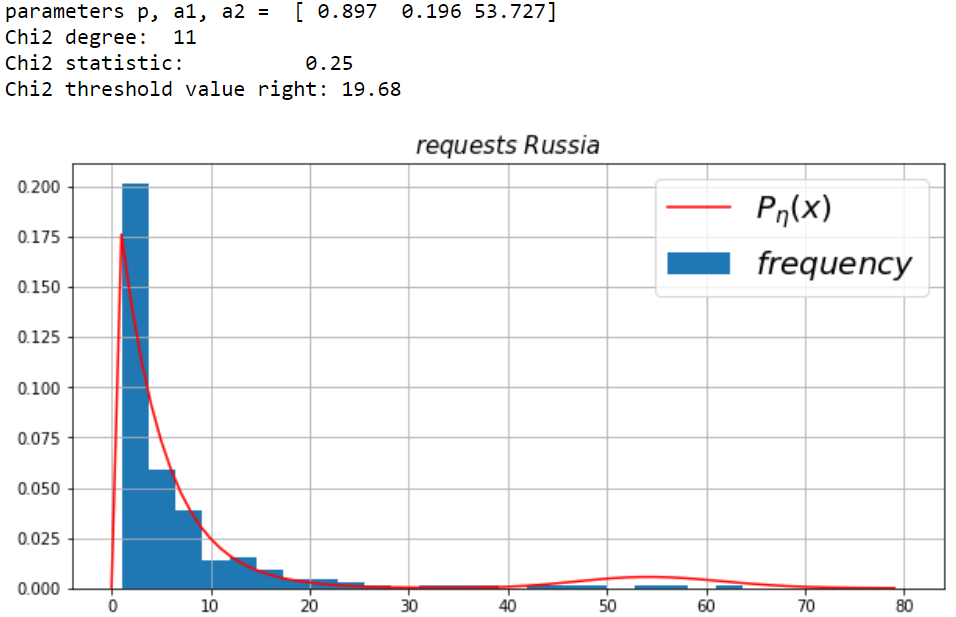 parameters p, a1, a2 =  [ 0.897  0.196 53.727]
Chi2 degree:  11
Chi2 statistic:          0.25
Chi2 threshold value right: 19.68
requests Russia
0.200
0.175
0.150
0.125
0.100
0.075
0.050
0.025
0.000
P_η(x)
frequency
0 10 20 30 40 50 60 70 80